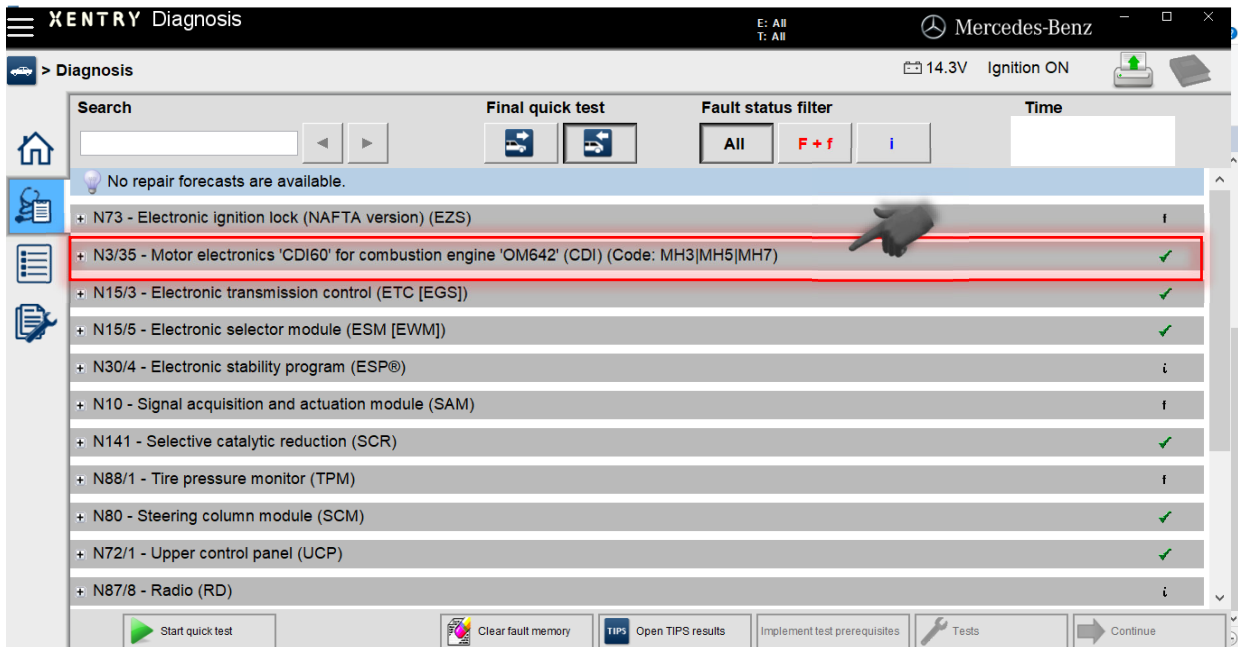 XENTRY Diagnosis
E: All
T: All
Mercedes-Benz
> Diagnosis
14.3V Ignition ON
Search Final quick test Fault status filter Time
All F + f i
No repair forecasts are available.
+ N73 - Electronic ignition lock (NAFTA version) (EZS) f
+ N3/35 - Motor electronics 'CDI60' for combustion engine 'OM642' (CDI) (Code: MH3|MH5|MH7) ✓
+ N15/3 - Electronic transmission control (ETC [EGS]) ✓
+ N15/5 - Electronic selector module (ESM [EWM]) ✓
+ N30/4 - Electronic stability program (ESP®) i
+ N10 - Signal acquisition and actuation module (SAM) f
+ N141 - Selective catalytic reduction (SCR) ✓
+ N88/1 - Tire pressure monitor (TPM) f
+ N80 - Steering column module (SCM) ✓
+ N72/1 - Upper control panel (UCP) ✓
+ N87/8 - Radio (RD) i
Start quick test Clear fault memory TIPS Open TIPS results Implement test prerequisites Tests Continue